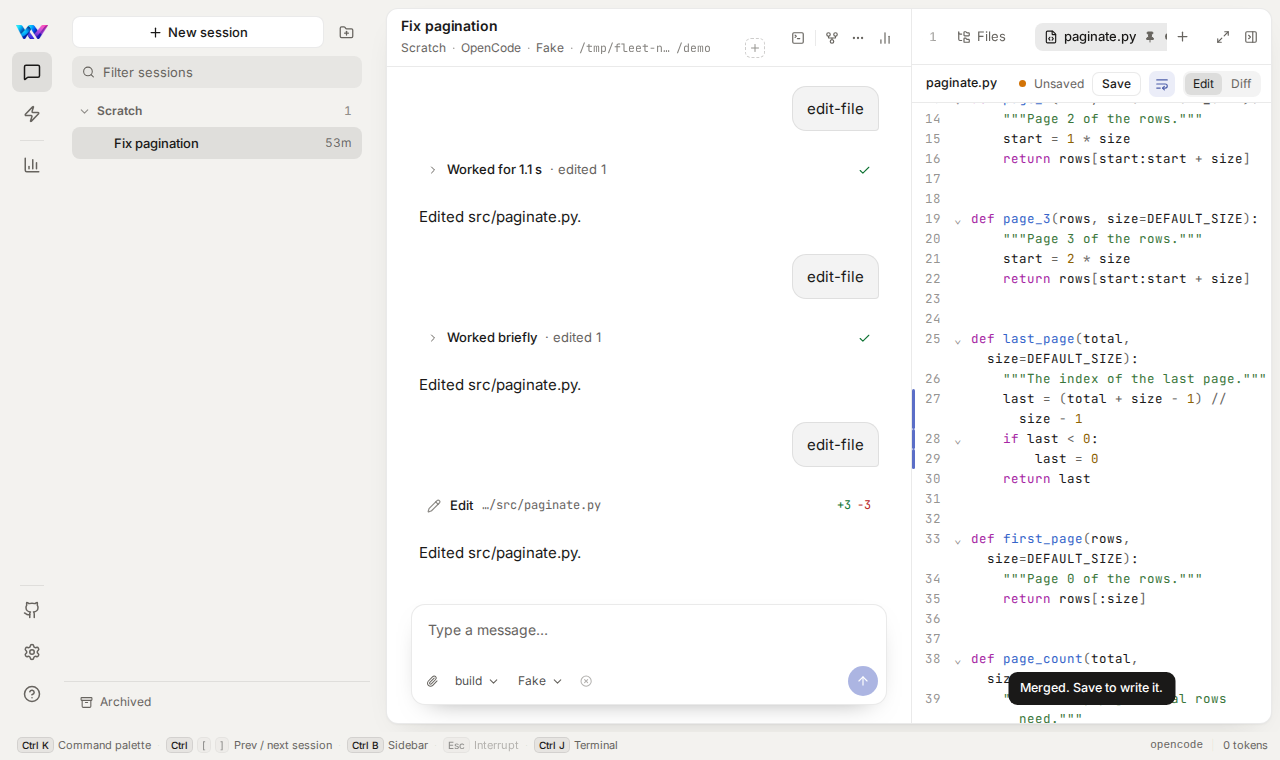 New session
Filter sessions
Scratch 1
Fix pagination 53m
Archived
Fix pagination
Scratch · OpenCode · Fake · /tmp/fleet-n… /demo
edit-file
Worked for 1.1 s · edited 1
Edited src/paginate.py.
edit-file
Worked briefly · edited 1
Edited src/paginate.py.
edit-file
Edit …/src/paginate.py +3 -3
Edited src/paginate.py.
Type a message...
build Fake
1 Files paginate.py
paginate.py Unsaved Save Edit Diff
14 """Page 2 of the rows."""
15 start = 1 * size
16 return rows[start:start + size]
17
18
19 def page_3(rows, size=DEFAULT_SIZE):
20 """Page 3 of the rows."""
21 start = 2 * size
22 return rows[start:start + size]
23
24
25 def last_page(total,
size=DEFAULT_SIZE):
26 """The index of the last page."""
27 last = (total + size - 1) //
size - 1
28 if last < 0:
29 last = 0
30 return last
31
32
33 def first_page(rows,
size=DEFAULT_SIZE):
34 """Page 0 of the rows."""
35 return rows[:size]
36
37
38 def page_count(total,
39 rows
need."""
Merged. Save to write it.
Ctrl K Command palette Ctrl [ ] Prev / next session Ctrl B Sidebar Esc Interrupt Ctrl J Terminal
opencode 0 tokens